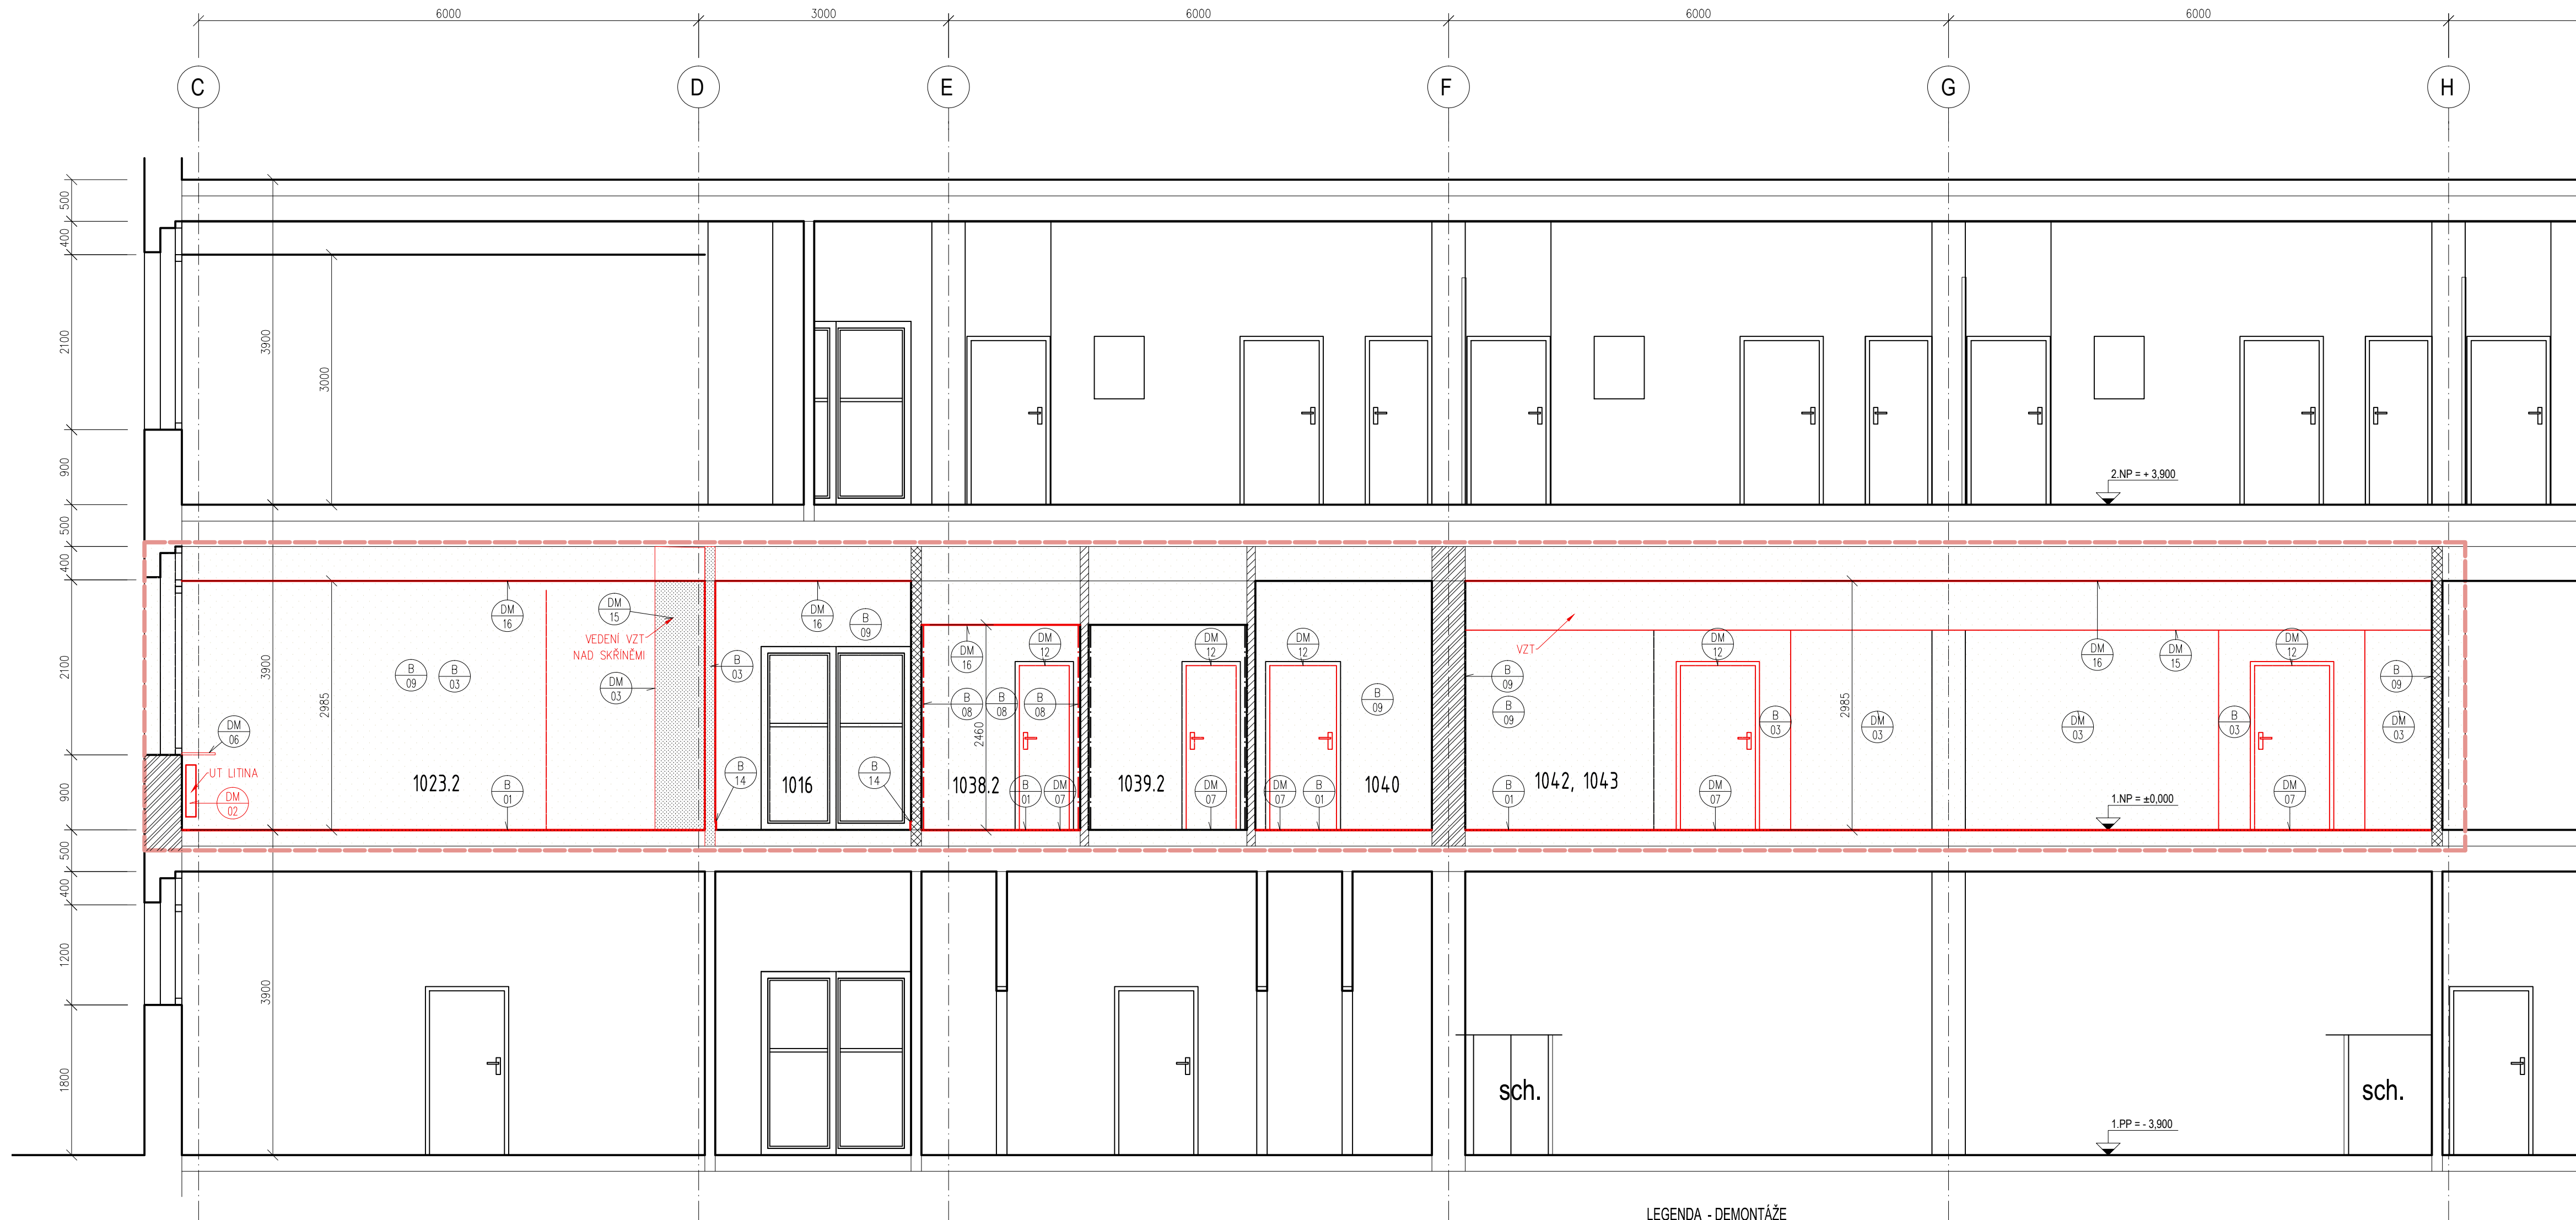 6000
3000
6000
6000
6000
C
D
E
F
G
H
500
400
2100
900
500
400
2100
900
500
400
1200
1800
3900
3000
3900
2985
3900
2.NP = + 3,900
DM
16
DM
15
VEDENÍ VZT
NAD SKŘÍNĚMI
DM
03
B
09
B
03
DM
06
UT LITINA
DM
02
1023.2
B
01
B
03
DM
16
B
09
B
14
1016
B
14
DM
16
DM
12
B
08
B
08
B
08
2460
1038.2
B
01
DM
07
DM
12
1039.2
DM
07
DM
12
B
09
DM
07
B
01
1040
VZT
B
09
B
09
B
01
1042, 1043
DM
12
B
03
DM
07
2985
DM
03
DM
03
DM
16
DM
15
DM
12
B
03
B
09
DM
03
1.NP = ±0,000
DM
07
sch.
sch.
1.PP = - 3,900
LEGENDA - DEMONTÁŽE